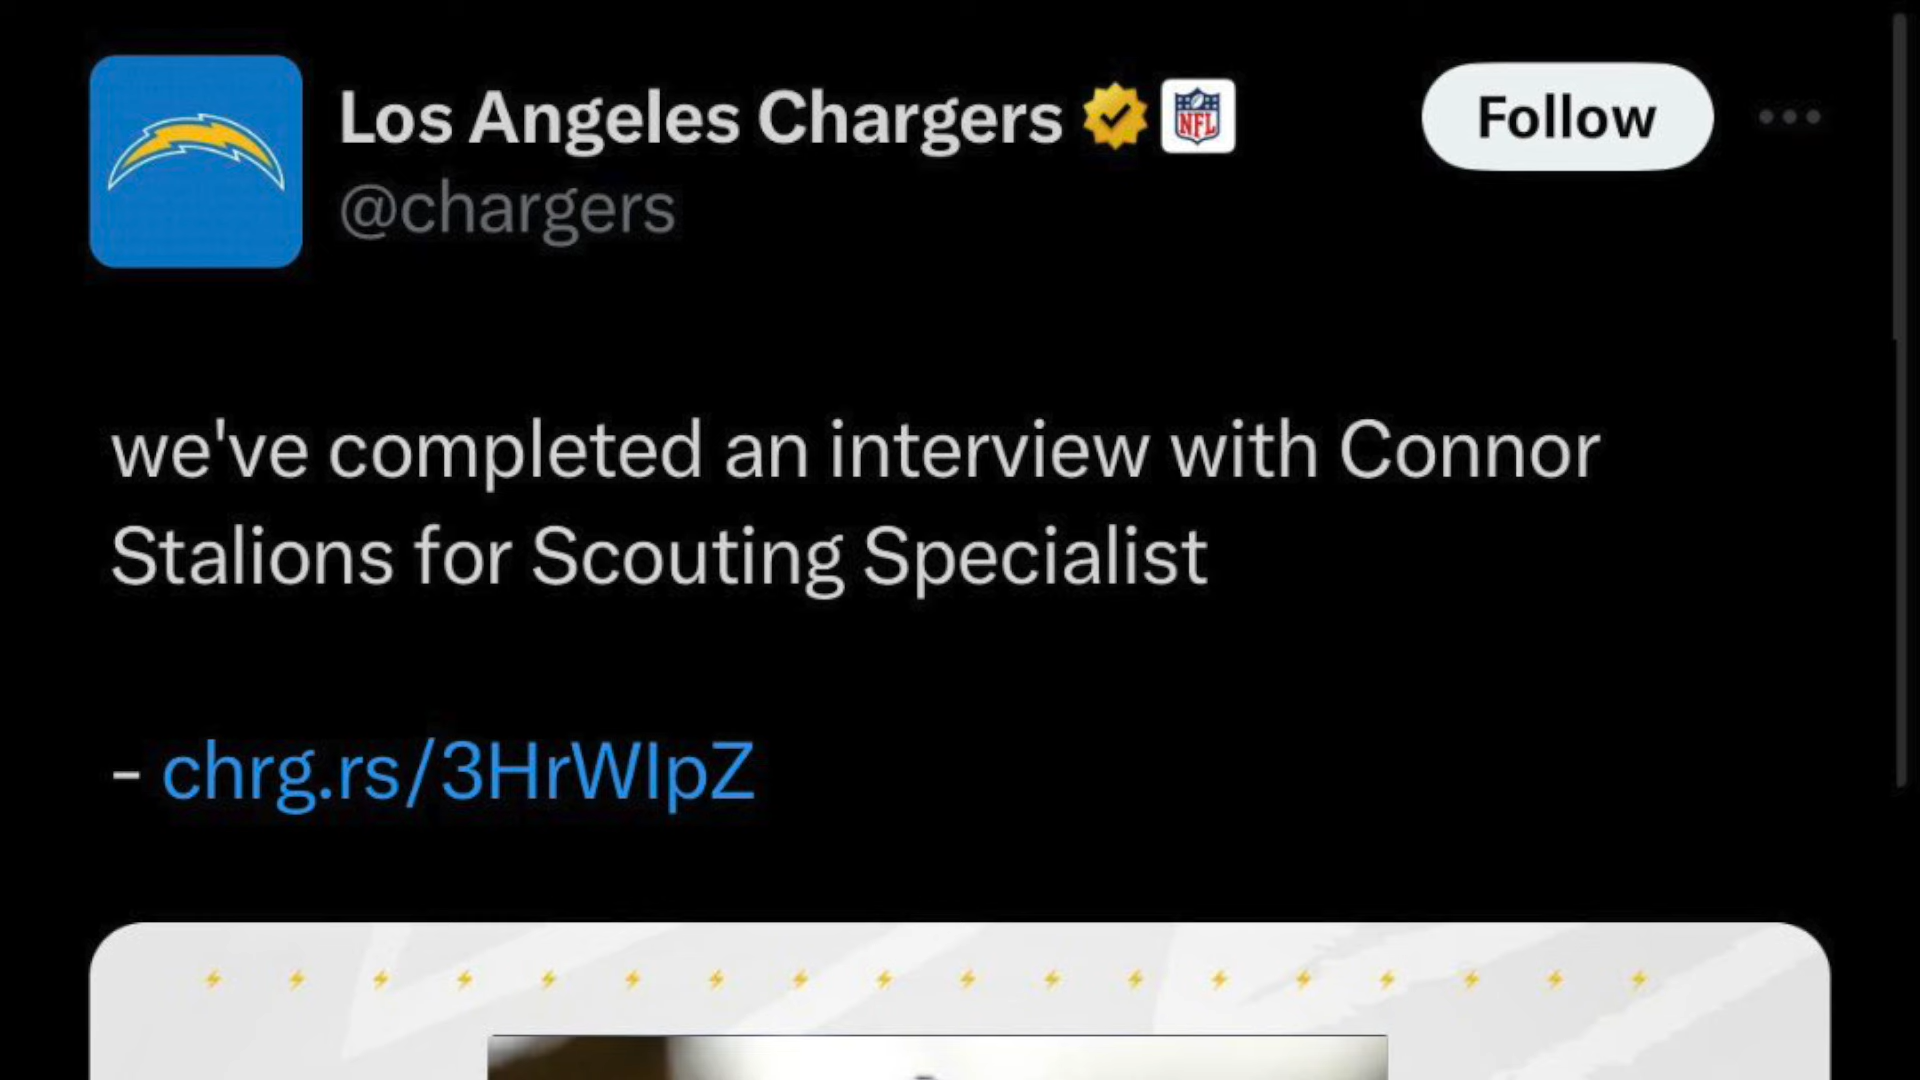 Los Angeles Chargers NFL
Follow
@chargers
we've completed an interview with Connor
Stalions for Scouting Specialist
- chrg.rs/3HrWIpZ